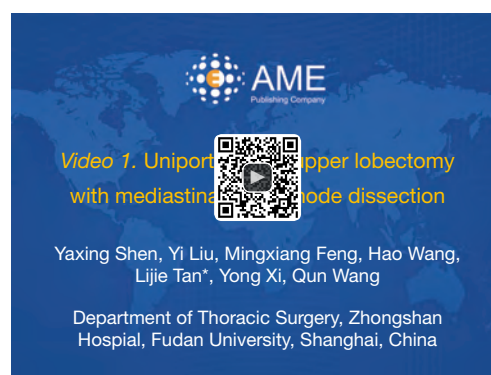 AME
Publishing Company
Video 1. Uniport upper lobectomy
with mediastina node dissection
Yaxing Shen, Yi Liu, Mingxiang Feng, Hao Wang,
Lijie Tan*, Yong Xi, Qun Wang
Department of Thoracic Surgery, Zhongshan
Hospial, Fudan University, Shanghai, China